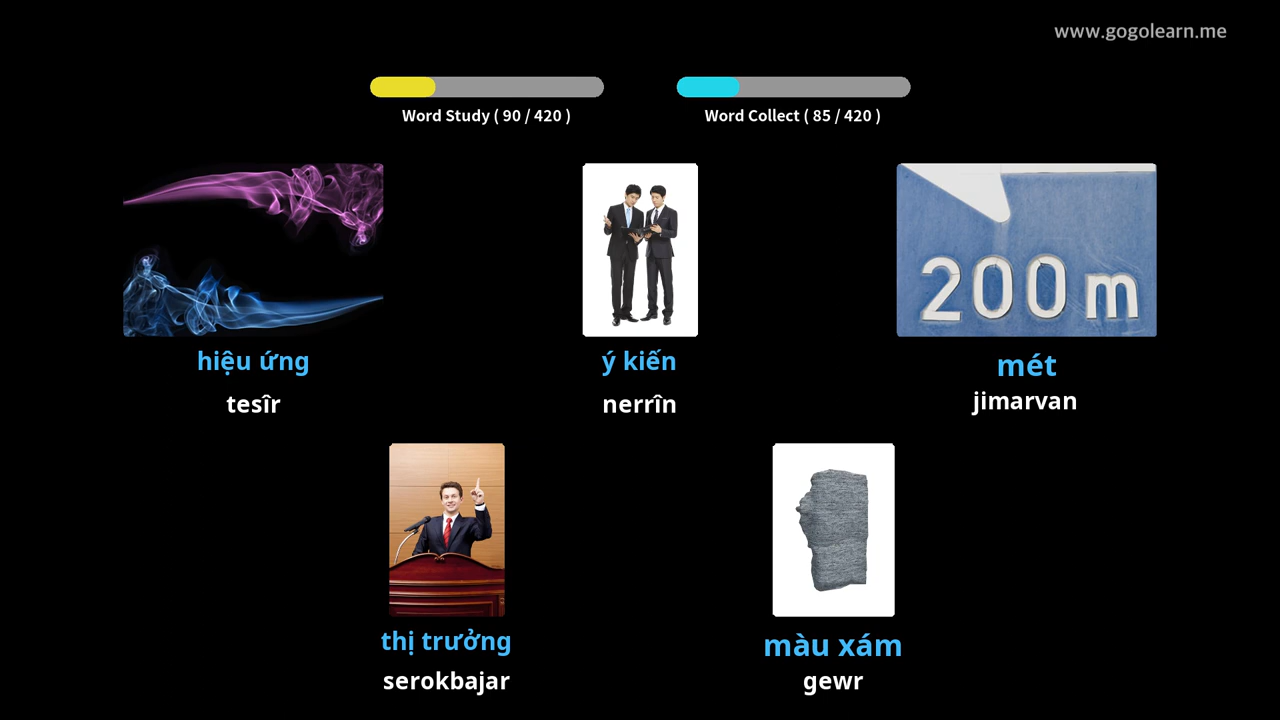 www.gogolearn.me
Word Study ( 90 / 420 )
Word Collect ( 85 / 420 )
200 m
hiệu ứng
ý kiến
mét
tesîr
nerrîn
jimarvan
thị trưởng
màu xám
serokbajar
gewr